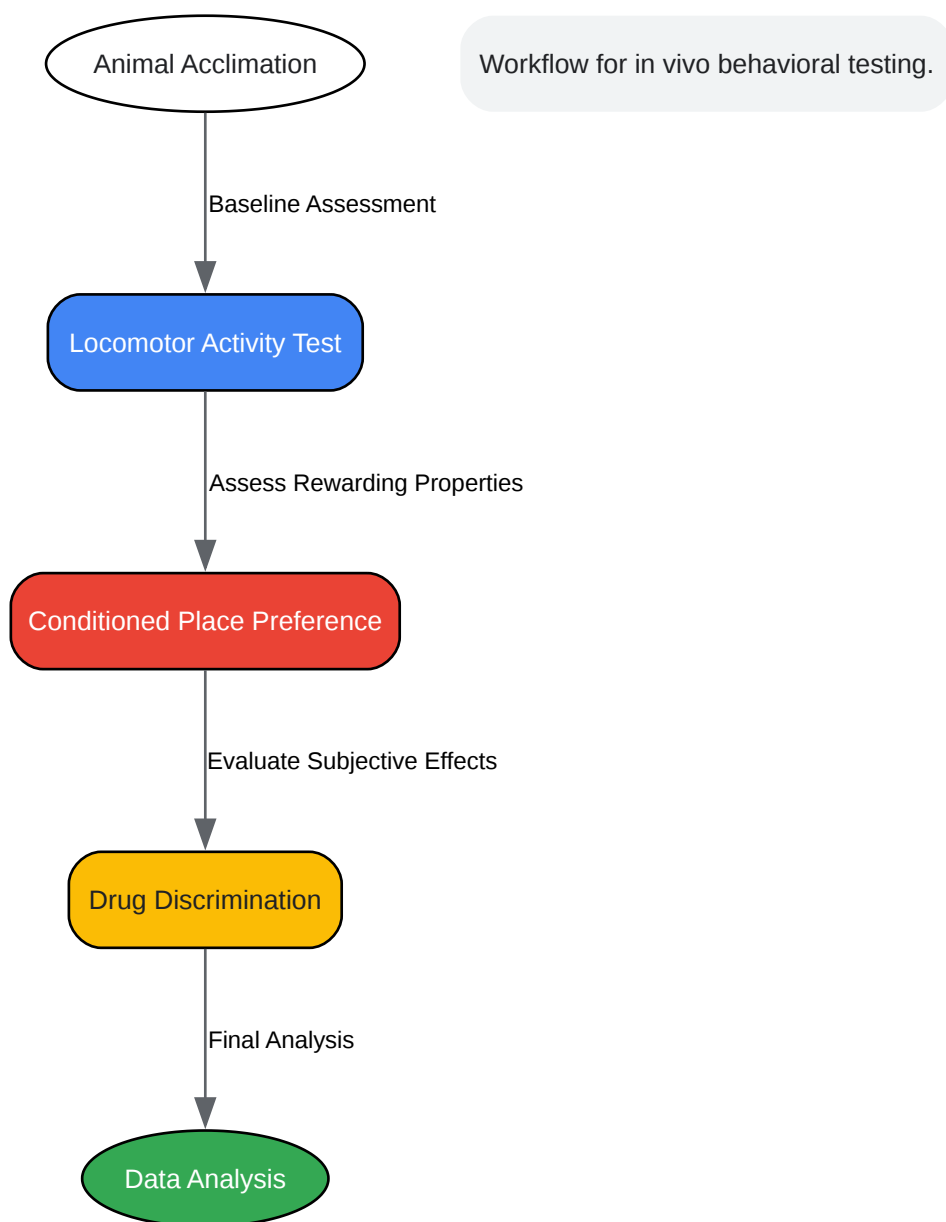 Animal Acclimation
Workflow for in vivo behavioral testing.
Baseline Assessment
Locomotor Activity Test
Assess Rewarding Properties
Conditioned Place Preference
Evaluate Subjective Effects
Drug Discrimination
Final Analysis
Data Analysis